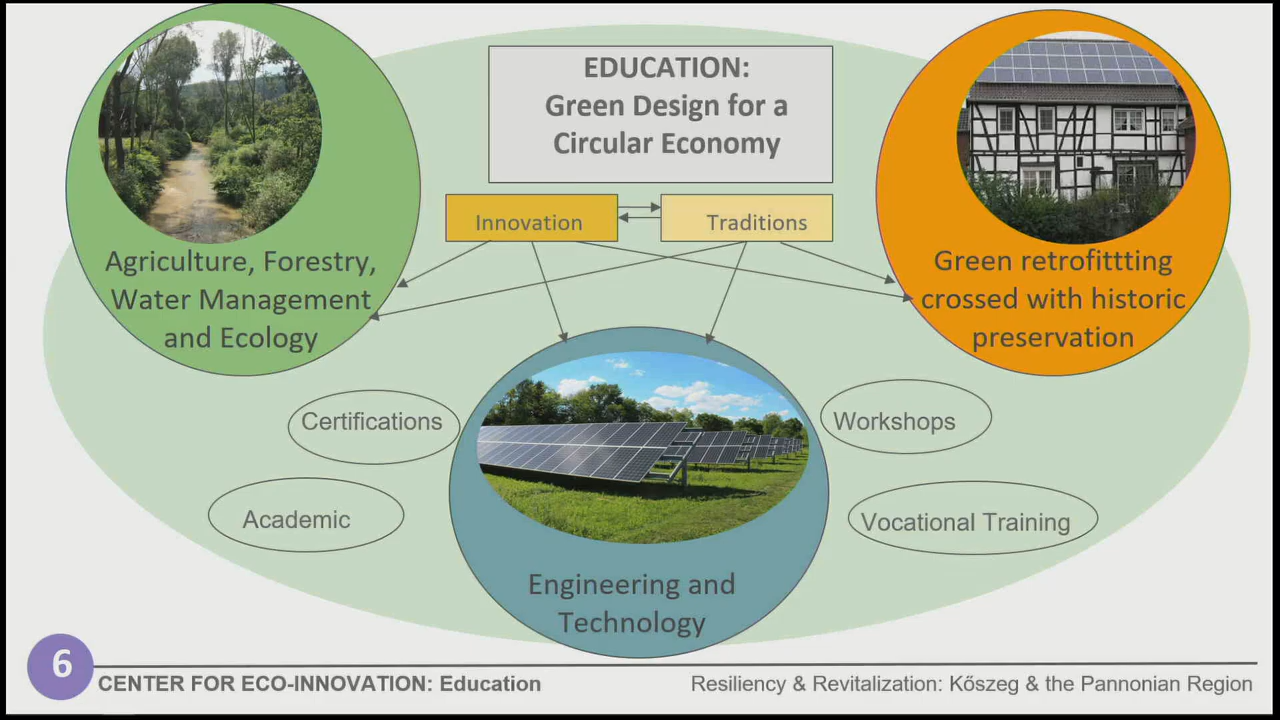 EDUCATION:
Green Design for a
Circular Economy
Innovation
Traditions
Agriculture, Forestry,
Water Management
and Ecology
Green retrofittting
crossed with historic
preservation
Certifications
Workshops
Academic
Vocational Training
Engineering and
Technology
6
CENTER FOR ECO-INNOVATION: Education
Resiliency & Revitalization: Kőszeg & the Pannonian Region